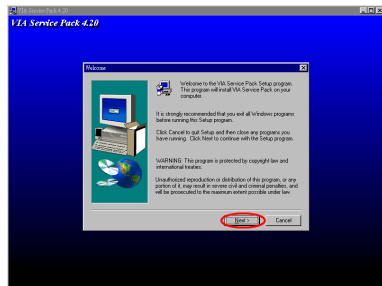 VIA Service Pack 4.20
VIA Service Pack 4.20
Welcome
Welcome to the VIA Service Pack Setup program.
This program will install VIA Service Pack on your
computer.
It is strongly recommended that you exit all Windows programs
before running this Setup program.
Click Cancel to quit Setup and then close any programs you
have running. Click Next to continue with the Setup program.
WARNING: This program is protected by copyright law and
international treaties.
Unauthorized reproduction or distribution of this program, or any
portion of it, may result in severe civil and criminal penalties, and
will be prosecuted to the maximum extent possible under law.
Next >
Cancel